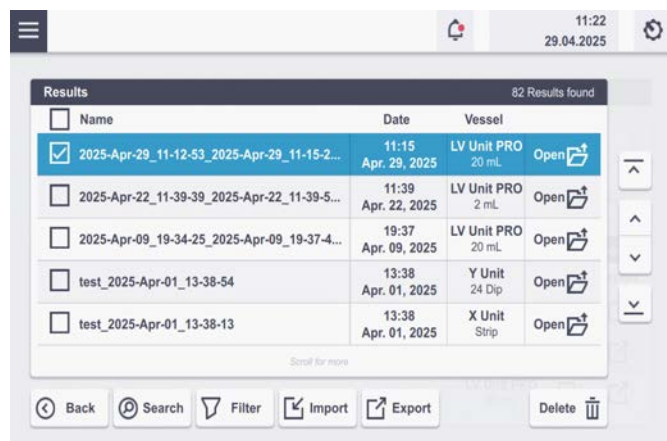 11:22
29.04.2025
Results
82 Results found
Name
Date
Vessel
2025-Apr-29_11-12-53_2025-Apr-29_11-15-2...
11:15
Apr. 29, 2025
LV Unit PRO
20 mL
Open
2025-Apr-22_11-39-39_2025-Apr-22_11-39-5...
11:39
Apr. 22, 2025
LV Unit PRO
2 mL
Open
2025-Apr-09_19-34-25_2025-Apr-09_19-37-4...
19:37
Apr. 09, 2025
LV Unit PRO
20 mL
Open
test_2025-Apr-01_13-38-54
13:38
Apr. 01, 2025
Y Unit
24 Dip
Open
test_2025-Apr-01_13-38-13
13:38
Apr. 01, 2025
X Unit
Strip
Open
Scroll for more
Back
Search
Filter
Import
Export
Delete